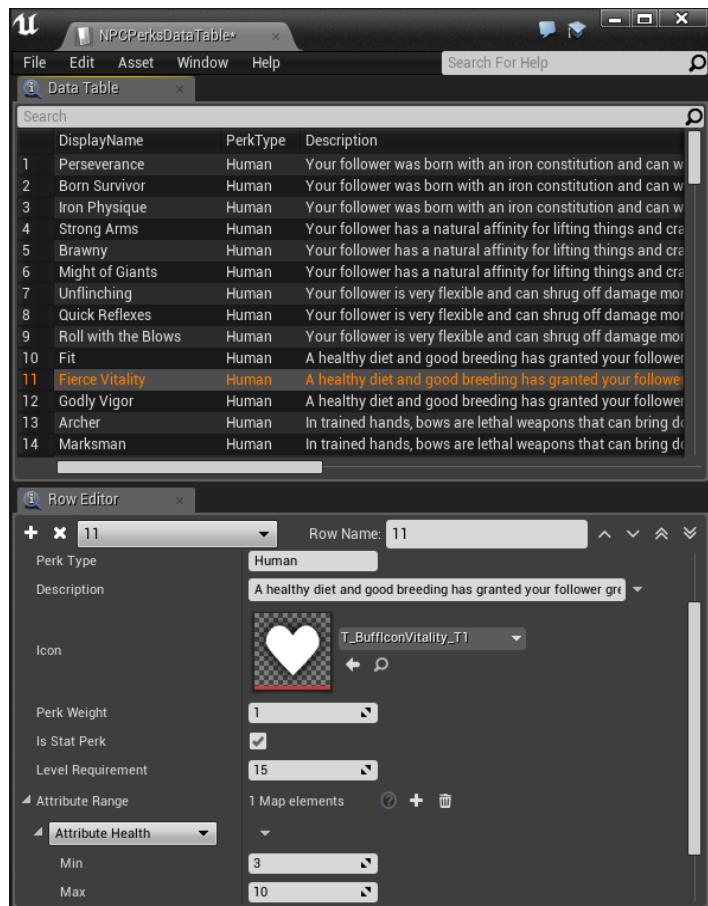 NPCPerksDataTable*
File Edit Asset Window Help Search For Help
Data Table
Search
DisplayName PerkType Description
1 Perseverance Human Your follower was born with an iron constitution and can w
2 Born Survivor Human Your follower was born with an iron constitution and can w
3 Iron Physique Human Your follower was born with an iron constitution and can w
4 Strong Arms Human Your follower has a natural affinity for lifting things and cra
5 Brawny Human Your follower has a natural affinity for lifting things and cra
6 Might of Giants Human Your follower has a natural affinity for lifting things and cra
7 Unflinching Human Your follower is very flexible and can shrug off damage mor
8 Quick Reflexes Human Your follower is very flexible and can shrug off damage mor
9 Roll with the Blows Human Your follower is very flexible and can shrug off damage mor
10 Fit Human A healthy diet and good breeding has granted your follower
11 Fierce Vitality Human A healthy diet and good breeding has granted your follower
12 Godly Vigor Human A healthy diet and good breeding has granted your follower
13 Archer Human In trained hands, bows are lethal weapons that can bring do
14 Marksman Human In trained hands, bows are lethal weapons that can bring do
Row Editor
11 Row Name: 11
Perk Type Human
Description A healthy diet and good breeding has granted your follower gre
Icon T_BuffIconVitality_T1
Perk Weight 1
Is Stat Perk
Level Requirement 15
Attribute Range 1 Map elements
Attribute Health
Min 3
Max 10